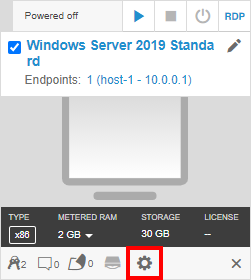 Powered off RDP
Windows Server 2019 Standa
rd
Endpoints: 1 (host-1 - 10.0.0.1)
TYPE METERED RAM STORAGE LICENSE
x86 2 GB 30 GB --
2 0 0